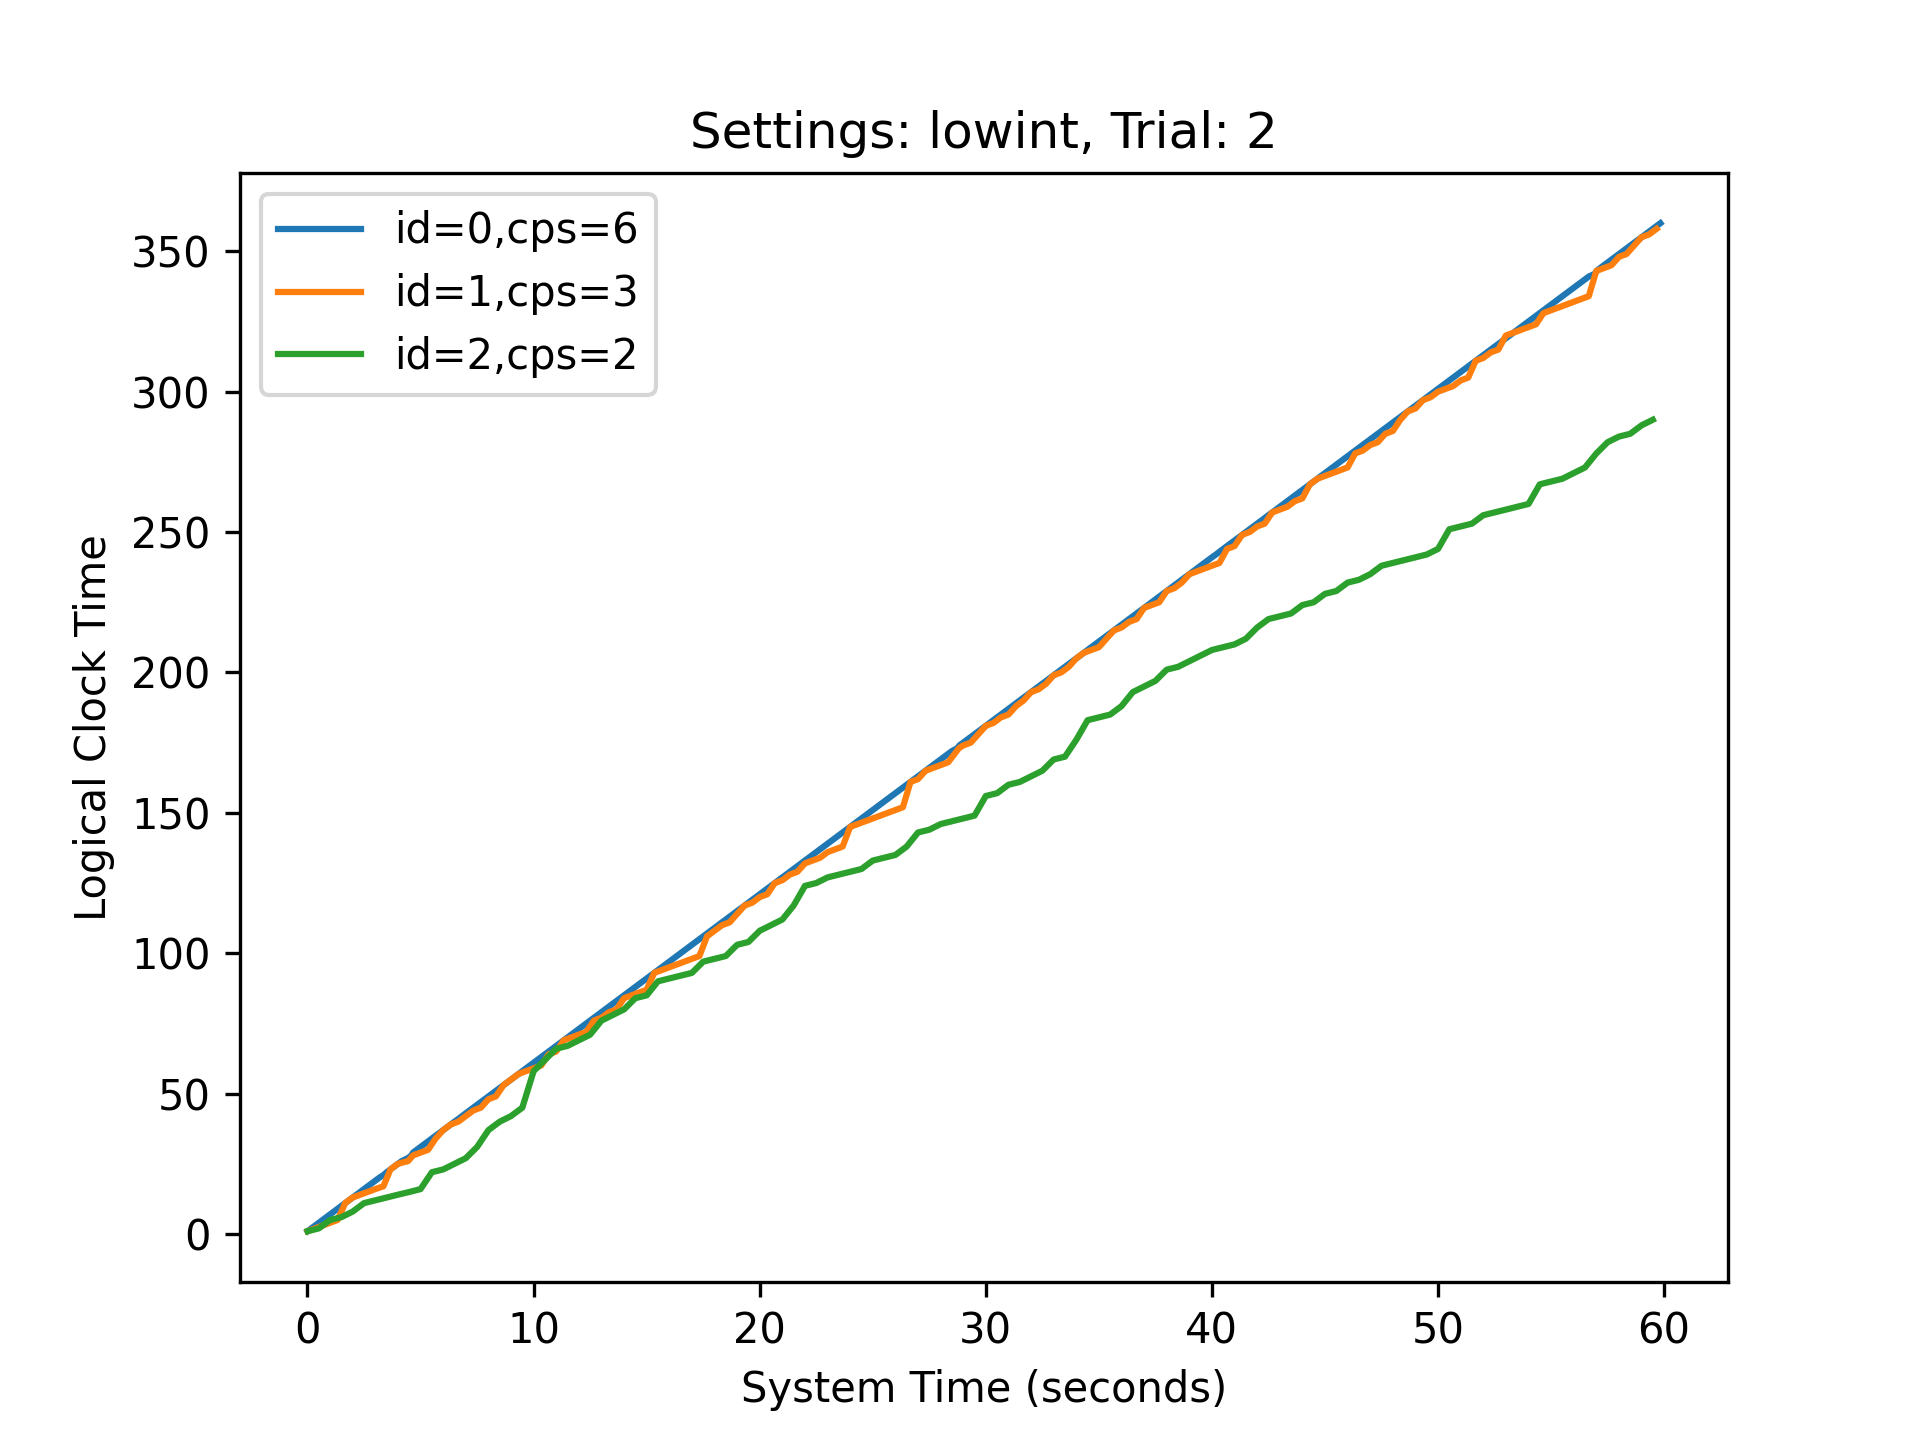 Settings: lowint, Trial: 2
id=0,cps=6
id=1,cps=3
id=2,cps=2
350
300
250
200
150
100
50
0
Logical Clock Time
0 10 20 30 40 50 60
System Time (seconds)